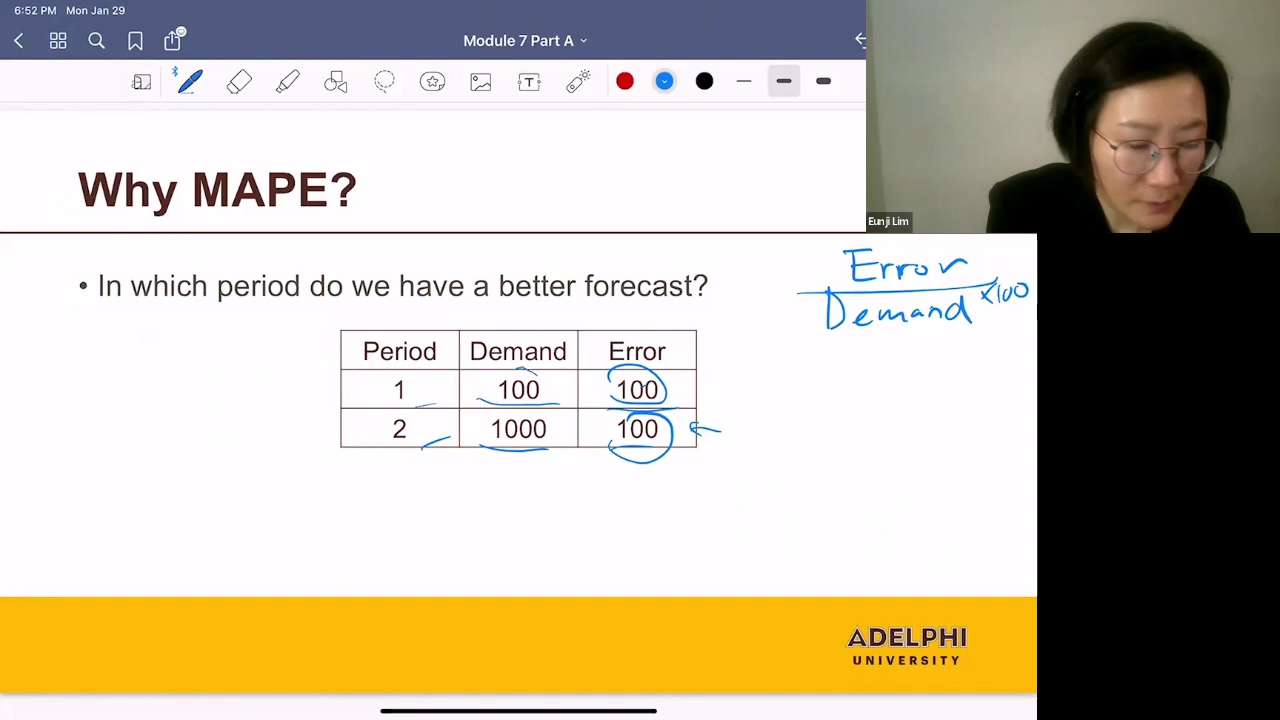 6:52 PM Mon Jan 29
Module 7 Part A
T
Eunji Lim
Why MAPE?
• In which period do we have a better forecast?
Error
Demand ×100
Period Demand Error
1 100 100
2 1000 100
ADELPHI
UNIVERSITY